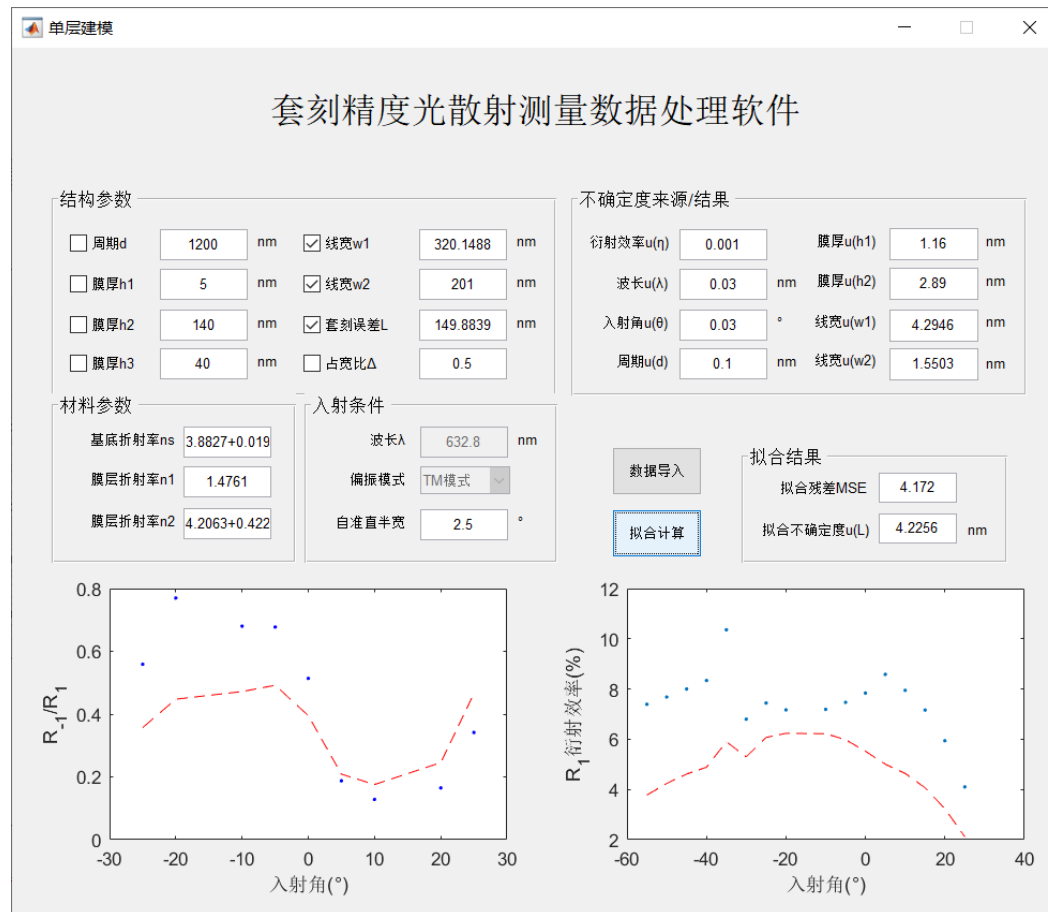 单层建模
套刻精度光散射测量数据处理软件
结构参数
周期d 1200 nm 线宽w1 320.1488 nm
膜厚h1 5 nm 线宽w2 201 nm
膜厚h2 140 nm 套刻误差L 149.8839 nm
膜厚h3 40 nm 占宽比Δ 0.5
不确定度来源/结果
衍射效率u(η) 0.001 膜厚u(h1) 1.16 nm
波长u(λ) 0.03 nm 膜厚u(h2) 2.89 nm
入射角u(θ) 0.03 ° 线宽u(w1) 4.2946 nm
周期u(d) 0.1 nm 线宽u(w2) 1.5503 nm
材料参数
基底折射率ns 3.8827+0.019
膜层折射率n1 1.4761
膜层折射率n2 4.2063+0.422
入射条件
波长λ 632.8 nm
偏振模式 TM模式
自准直半宽 2.5 °
数据导入
拟合计算
拟合结果
拟合残差MSE 4.172
拟合不确定度u(L) 4.2256 nm
R-1/R1
0.8
0.6
0.4
0.2
0
-30 -20 -10 0 10 20 30
入射角(°)
R1衍射效率(%)
12
10
8
6
4
2
-60 -40 -20 0 20 40
入射角(°)